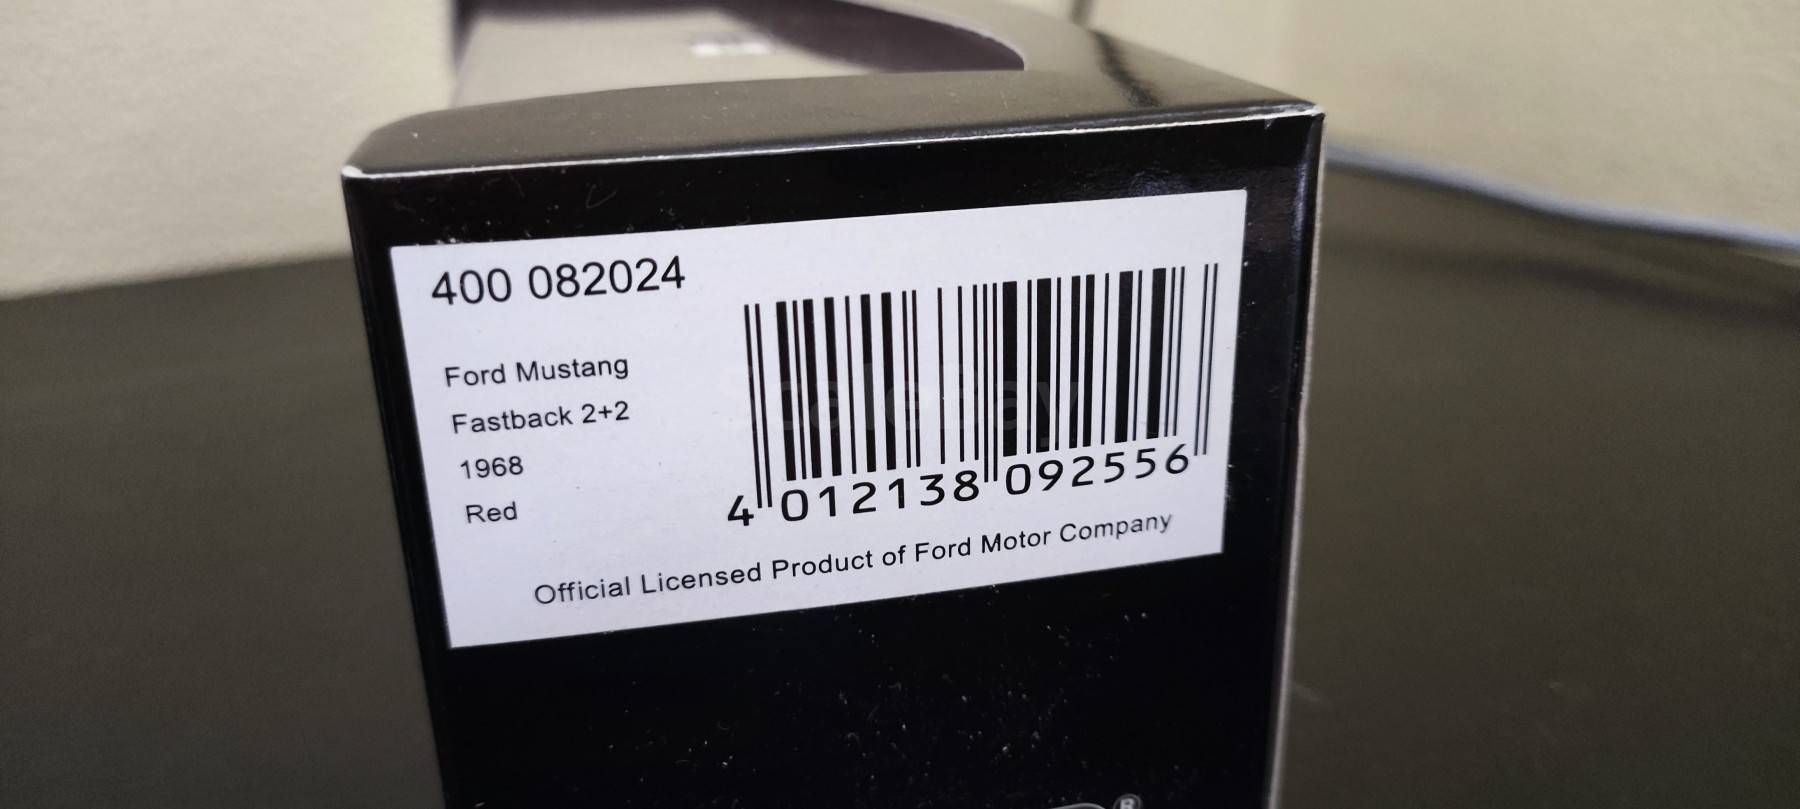 400 082024
Ford Mustang
Fastback 2+2
1968
Red
4 012138 092556
Official Licensed Product of Ford Motor Company
ScaleBay
®